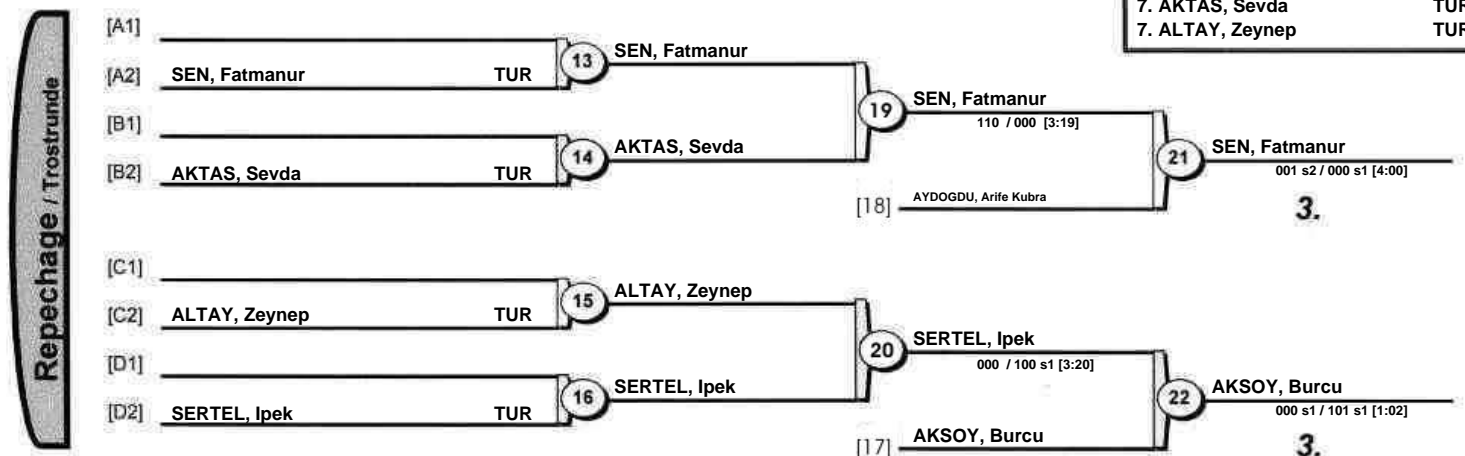 7. AKTAS, Sevda TUR
7. ALTAY, Zeynep TUR
Repechage / Trostrunde
[A1]
[A2] SEN, Fatmanur TUR
13
SEN, Fatmanur
[B1]
[B2] AKTAS, Sevda TUR
14
AKTAS, Sevda
19
SEN, Fatmanur
110 / 000 [3:19]
[18] AYDOGDU, Arife Kubra
21
SEN, Fatmanur
001 s2 / 000 s1 [4:00]
3.
[C1]
[C2] ALTAY, Zeynep TUR
15
ALTAY, Zeynep
[D1]
[D2] SERTEL, Ipek TUR
16
SERTEL, Ipek
20
SERTEL, Ipek
000 / 100 s1 [3:20]
[17] AKSOY, Burcu
22
AKSOY, Burcu
000 s1 / 101 s1 [1:02]
3.